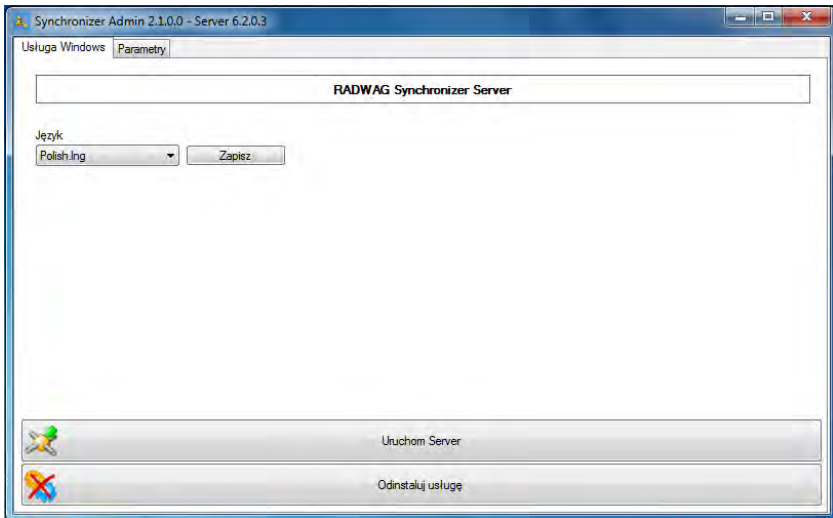 Synchronizer Admin 2.1.0.0 - Server 6.2.0.3
Usługa Windows Parametry
RADWAG Synchronizer Server
Język
Polish.lng Zapisz
Uruchom Server
Odinstaluj usługę